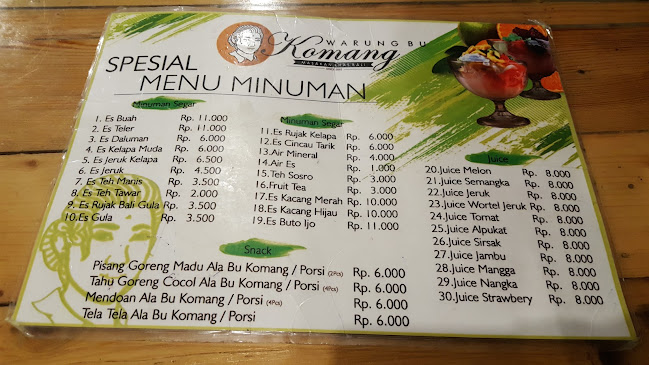 WARUNG BU
Komang
SPESIAL
MENU MINUMAN
Minuman Segar
1. Es Buah Rp. 11.000
2. Es Teler Rp. 11.000
3. Es Daluman Rp. 6.000
4. Es Kelapa Muda Rp. 6.000
5. Es Jeruk Kelapa Rp. 6.500
6. Es Jeruk Rp. 4.500
7. Es Teh Manis Rp. 3.500
8. Es Teh Tawar Rp. 2.000
9. Es Rujak Bali Gula Rp. 3.500
10.Es Gula Rp. 3.500
Minuman Segar
11.Es Rujak Kelapa Rp. 6.000
12.Es Cincau Tarik Rp. 6.000
13.Air Mineral Rp. 4.000
14.Air Es Rp. 1.000
15.Teh Sosro Rp. 3.000
16.Fruit Tea Rp. 3.000
17.Es Kacang Merah Rp. 10.000
18.Es Kacang Hijau Rp. 10.000
19.Es Buto Ijo Rp. 11.000
Juice
20.Juice Melon Rp. 8.000
21.Juice Semangka Rp. 8.000
22.Juice Jeruk Rp. 8.000
23.Juice Wortel Jeruk Rp. 8.000
24.Juice Tomat Rp. 8.000
25.Juice Alpukat Rp. 8.000
26.Juice Sirsak Rp. 8.000
27.Juice Jambu Rp. 8.000
28.Juice Mangga Rp. 8.000
29.Juice Nangka Rp. 8.000
30.Juice Strawbery Rp. 8.000
Snack
Pisang Goreng Madu Ala Bu Komang / Porsi (2Pcs) Rp. 6.000
Tahu Goreng Cocol Ala Bu Komang / Porsi (4Pcs) Rp. 6.000
Mendoan Ala Bu Komang / Porsi (4Pcs) Rp. 6.000
Tela Tela Ala Bu Komang / Porsi Rp. 6.000